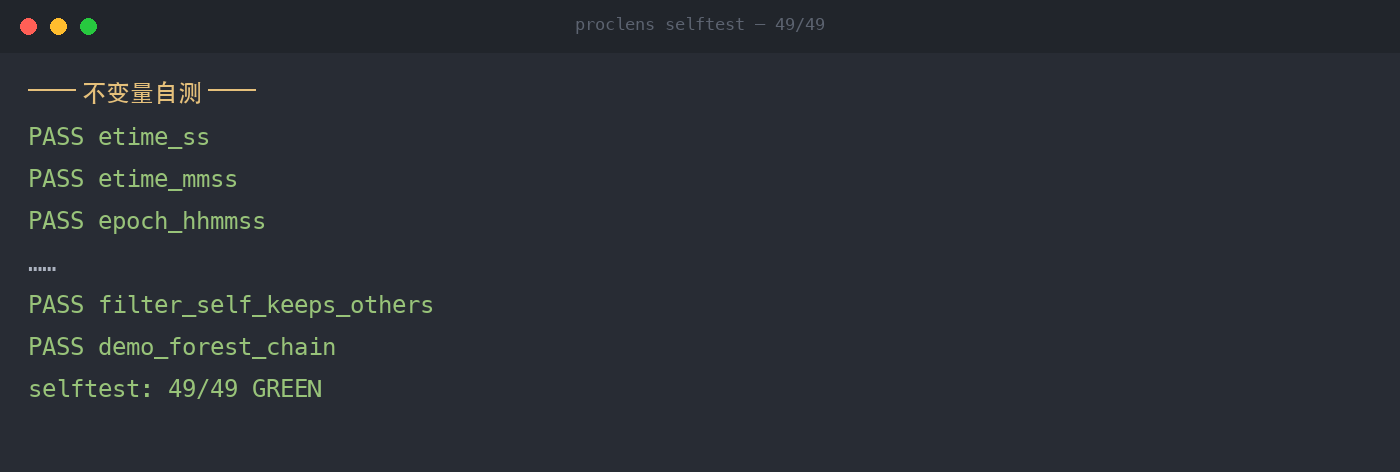 proclens selftest — 49/49
—— 不变量自测 ——
PASS etime_ss
PASS etime_mmss
PASS epoch_hhmmss
……
PASS filter_self_keeps_others
PASS demo_forest_chain
selftest: 49/49 GREEN